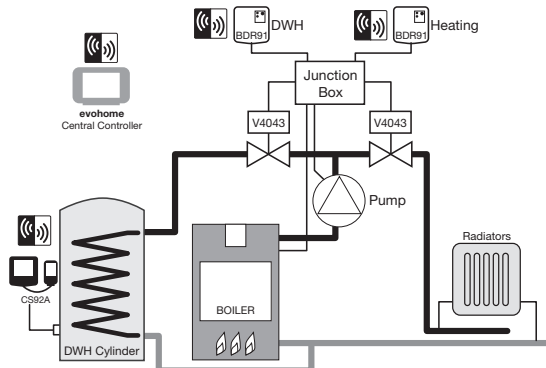 DWH
BDR91
BDR91
Heating
Junction
Box
evohome
Central Controller
V4043
V4043
Pump
Radiators
CS92A
BOILER
DWH Cylinder